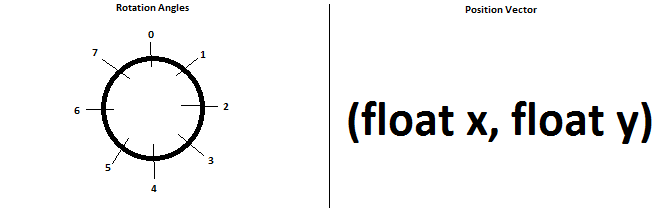 Rotation Angles
0
1
2
3
4
5
6
7
Position Vector
(float x, float y)